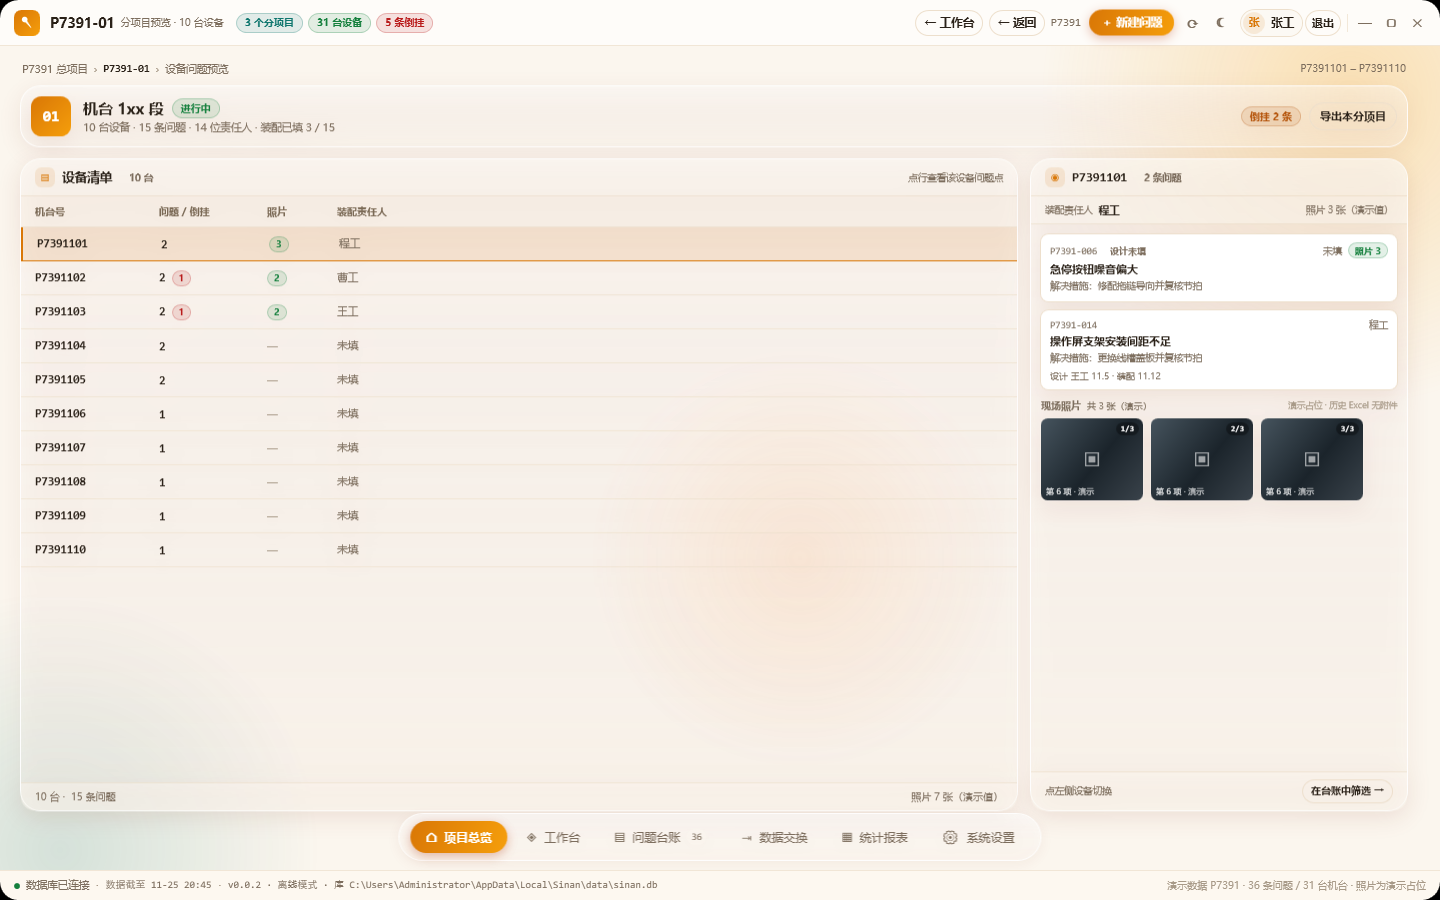 P7391-01 分项目预览 · 10 台设备 3 个分项目 31 台设备 5 条倒挂 ← 工作台 ← 返回 P7391 + 新建问题 张 张工 退出
P7391 总项目 › P7391-01 › 设备问题预览 P7391101 – P7391110
01 机台 1xx 段 进行中
10 台设备 · 15 条问题 · 14 位责任人 · 装配已填 3 / 15
倒挂 2 条 导出本分项目
设备清单 10 台 点行查看该设备问题点
机台号 问题 / 倒挂 照片 装配责任人
P7391101 2 3 程工
P7391102 2 1 2 曹工
P7391103 2 1 2 王工
P7391104 2 — 未填
P7391105 2 — 未填
P7391106 1 — 未填
P7391107 1 — 未填
P7391108 1 — 未填
P7391109 1 — 未填
P7391110 1 — 未填
10 台 · 15 条问题 照片 7 张（演示值）
P7391101 2 条问题
装配责任人 程工 照片 3 张（演示值）
P7391-006 设计未填 未填 照片 3
急停按钮噪音偏大
解决措施：修配拖链导向并复核节拍
P7391-014 程工
操作屏支架安装间距不足
解决措施：更换线槽盖板并复核节拍
设计 王工 11.5 · 装配 11.12
现场照片 共 3 张（演示） 演示占位 · 历史 Excel 无附件
1/3 2/3 3/3
第 6 项 · 演示 第 6 项 · 演示 第 6 项 · 演示
点左侧设备切换 在台账中筛选 →
项目总览 工作台 问题台账 36 数据交换 统计报表 系统设置
数据库已连接 · 数据截至 11-25 20:45 · v0.0.2 · 离线模式 · 库 C:\Users\Administrator\AppData\Local\Sinan\data\sinan.db 演示数据 P7391 · 36 条问题 / 31 台机台 · 照片为演示占位